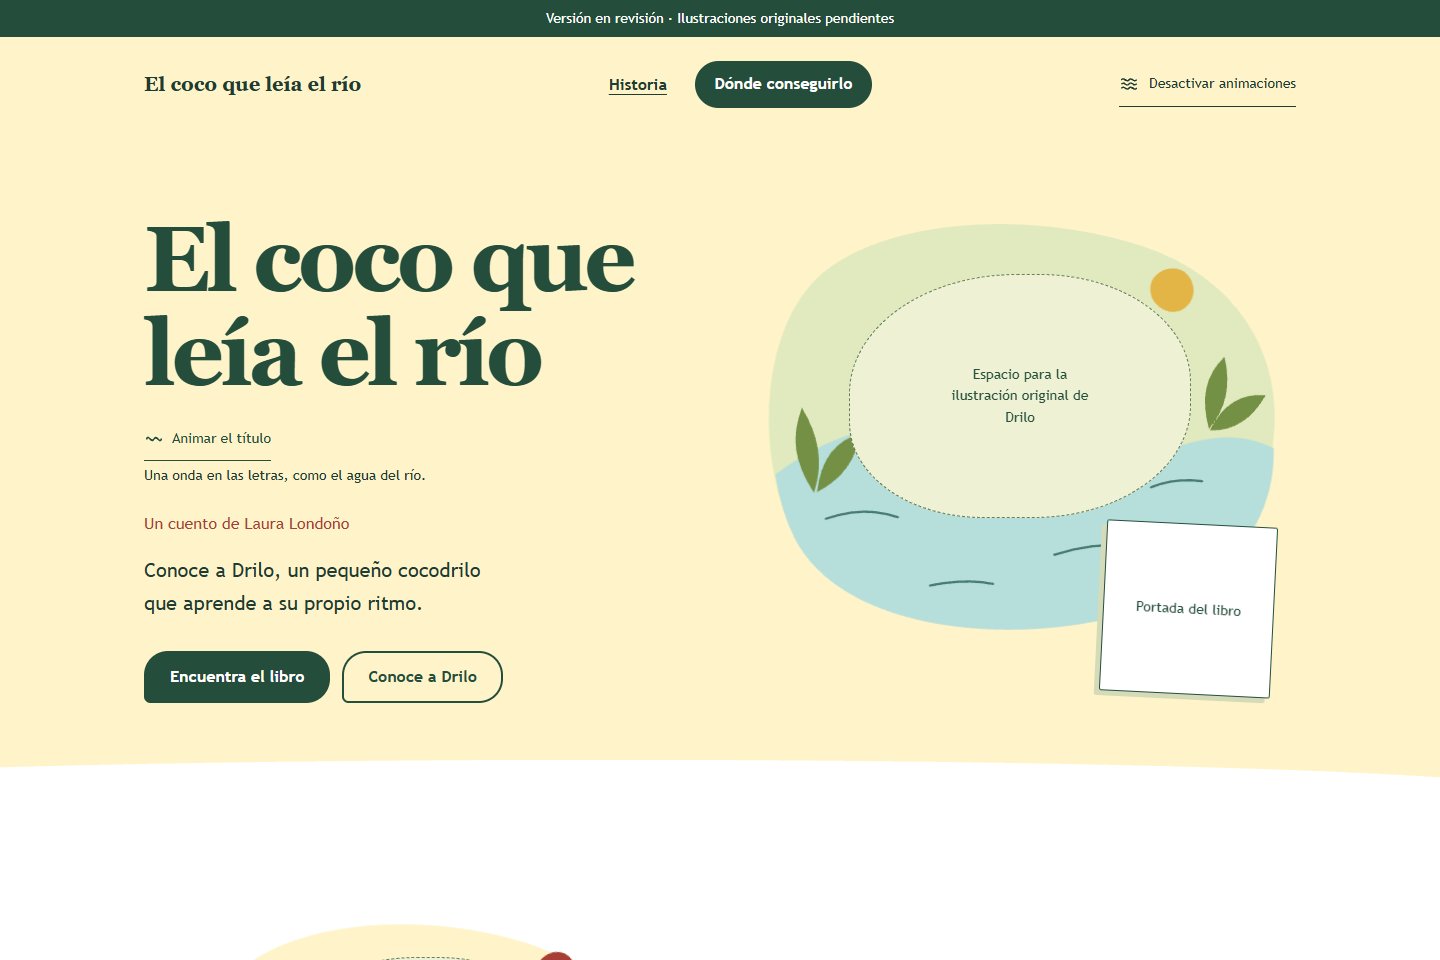 Versión en revisión · Ilustraciones originales pendientes
El coco que leía el río
Historia
Dónde conseguirlo
Desactivar animaciones
El coco que
leía el río
Animar el título
Una onda en las letras, como el agua del río.
Un cuento de Laura Londoño
Conoce a Drilo, un pequeño cocodrilo
que aprende a su propio ritmo.
Encuentra el libro
Conoce a Drilo
Espacio para la
ilustración original de
Drilo
Portada del libro